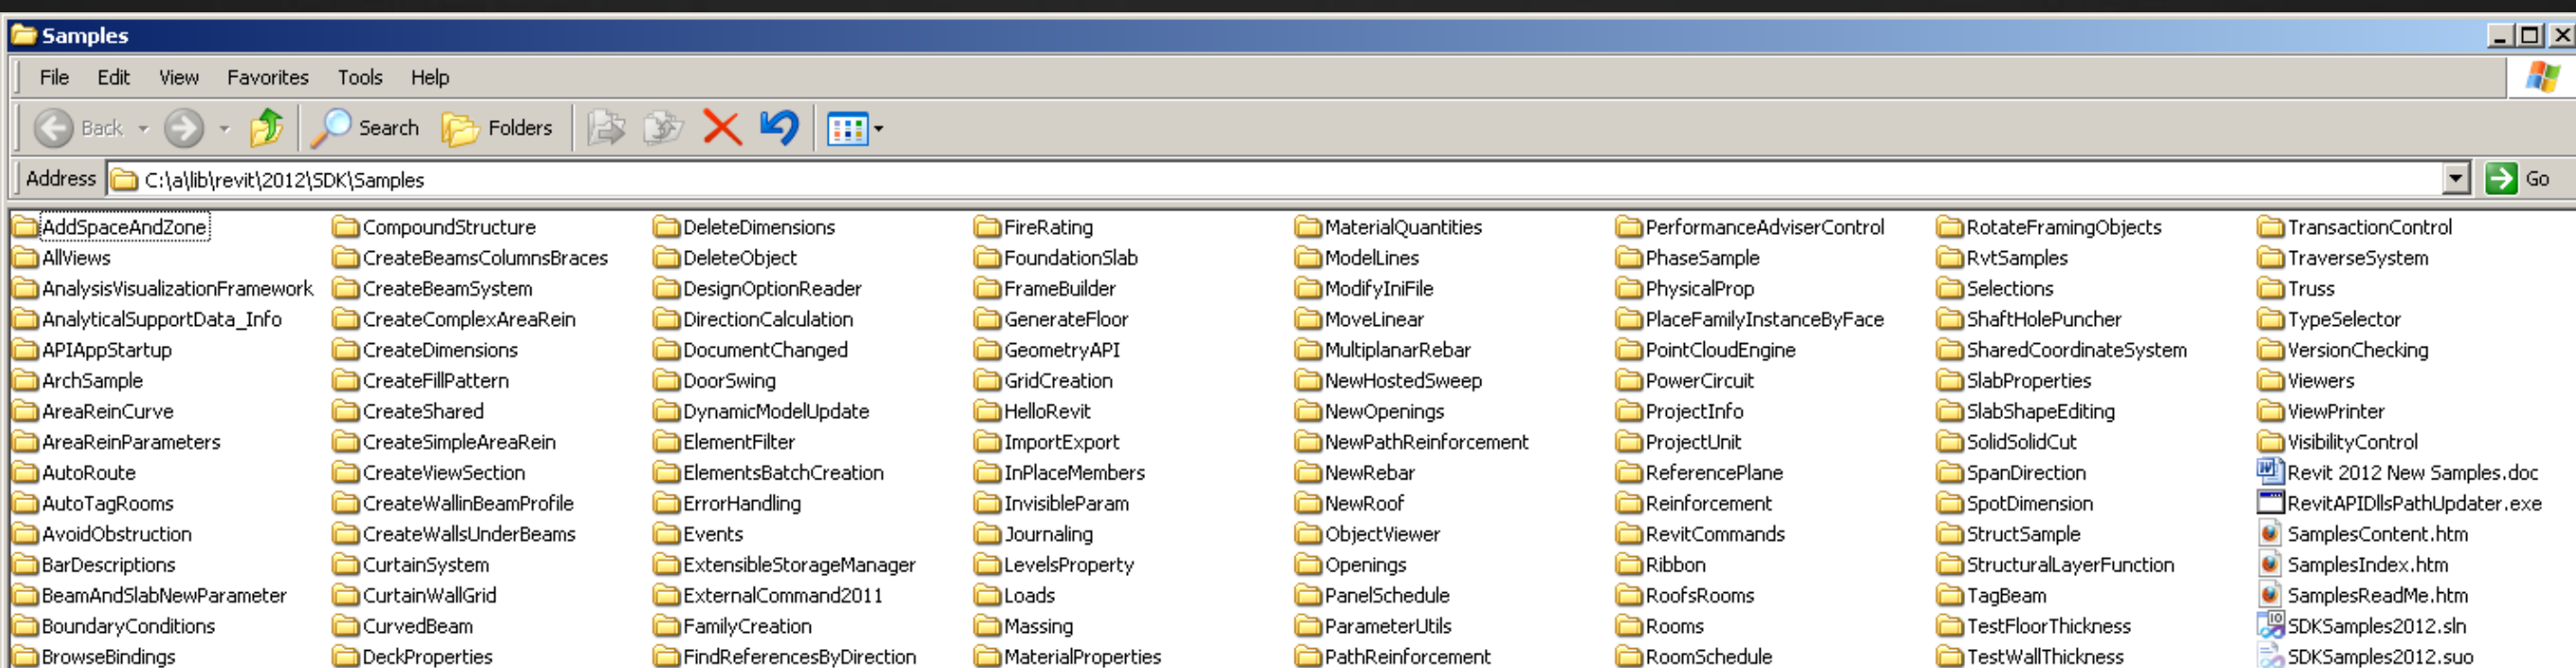 Samples
File Edit View Favorites Tools Help
Back Search Folders
Address C:\a\lib\revit\2012\SDK\Samples Go
AddSpaceAndZone CompoundStructure DeleteDimensions FireRating MaterialQuantities PerformanceAdviserControl RotateFramingObjects TransactionControl
AllViews CreateBeamsColumnsBraces DeleteObject FoundationSlab ModelLines PhaseSample RvtSamples TraverseSystem
AnalysisVisualizationFramework CreateBeamSystem DesignOptionReader FrameBuilder ModifyIniFile PhysicalProp Selections Truss
AnalyticalSupportData_Info CreateComplexAreaRein DirectionCalculation GenerateFloor MoveLinear PlaceFamilyInstanceByFace ShaftHolePuncher TypeSelector
APIAppStartup CreateDimensions DocumentChanged GeometryAPI MultiplanarRebar PointCloudEngine SharedCoordinateSystem VersionChecking
ArchSample CreateFillPattern DoorSwing GridCreation NewHostedSweep PowerCircuit SlabProperties Viewers
AreaReinCurve CreateShared DynamicModelUpdate HelloRevit NewOpenings ProjectInfo SlabShapeEditing ViewPrinter
AreaReinParameters CreateSimpleAreaRein ElementFilter ImportExport NewPathReinforcement ProjectUnit SolidSolidCut VisibilityControl
AutoRoute CreateViewSection ElementsBatchCreation InPlaceMembers NewRebar ReferencePlane SpanDirection Revit 2012 New Samples.doc
AutoTagRooms CreateWallinBeamProfile ErrorHandling InvisibleParam NewRoof Reinforcement SpotDimension RevitAPIDllsPathUpdater.exe
AvoidObstruction CreateWallsUnderBeams Events Journaling ObjectViewer RevitCommands StructSample SamplesContent.htm
BarDescriptions CurtainSystem ExtensibleStorageManager LevelsProperty Openings Ribbon StructuralLayerFunction SamplesIndex.htm
BeamAndSlabNewParameter CurtainWallGrid ExternalCommand2011 Loads PanelSchedule RoofsRooms TagBeam SamplesReadMe.htm
BoundaryConditions CurvedBeam FamilyCreation Massing ParameterUtils Rooms TestFloorThickness SDKSamples2012.sln
BrowseBindings DeckProperties FindReferencesByDirection MaterialProperties PathReinforcement RoomSchedule TestWallThickness SDKSamples2012.suo